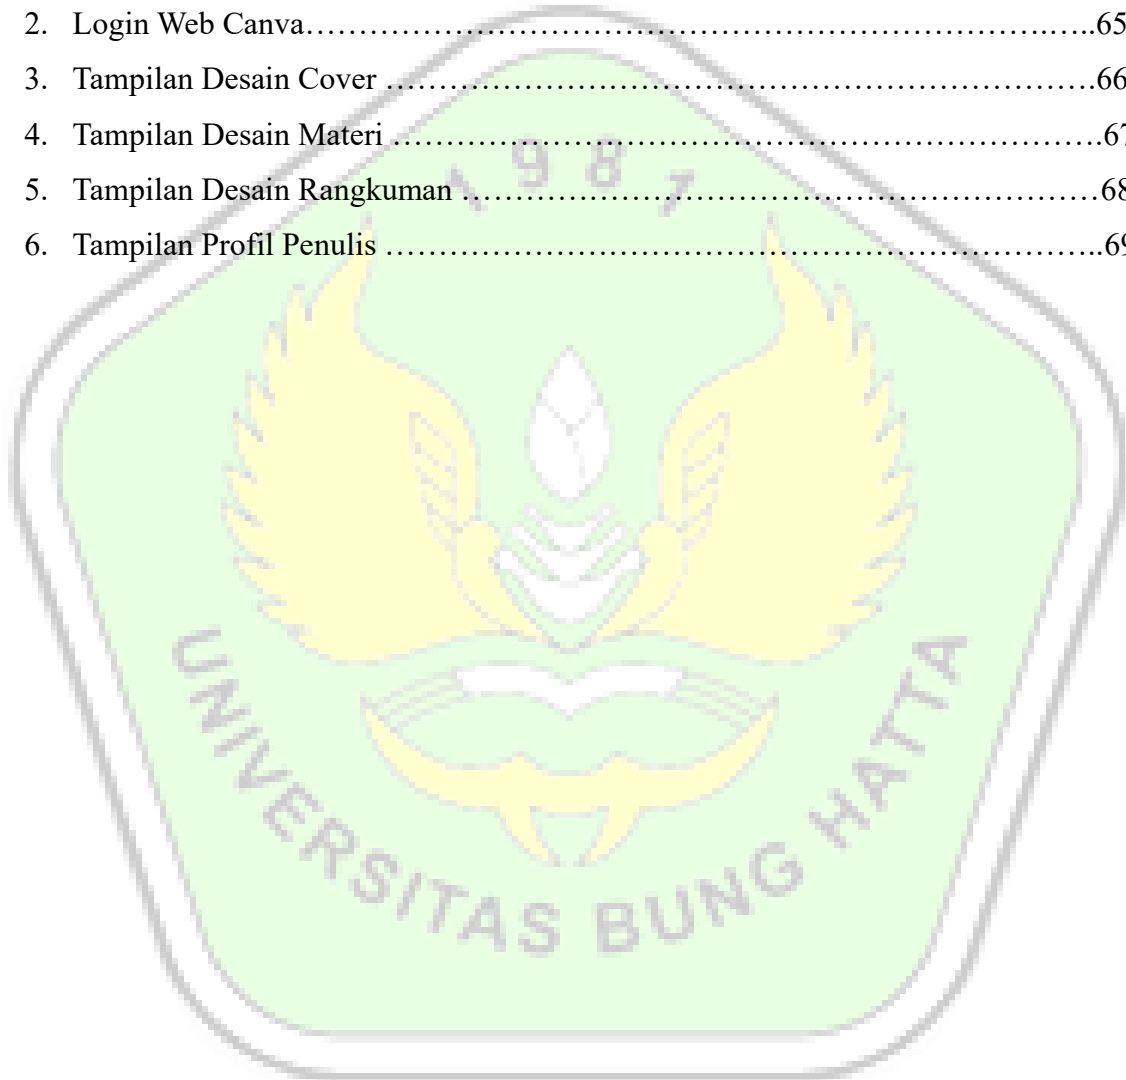 2. Login Web Canva……………………………………………………………………..65
3. Tampilan Desain Cover ……………………………………………………………..66
4. Tampilan Desain Materi ……………………………………………………………..67
5. Tampilan Desain Rangkuman ……………………………………………………….68
6. Tampilan Profil Penulis ……………………………………………………………..69
1981
UNIVERSITAS BUNG HATTA